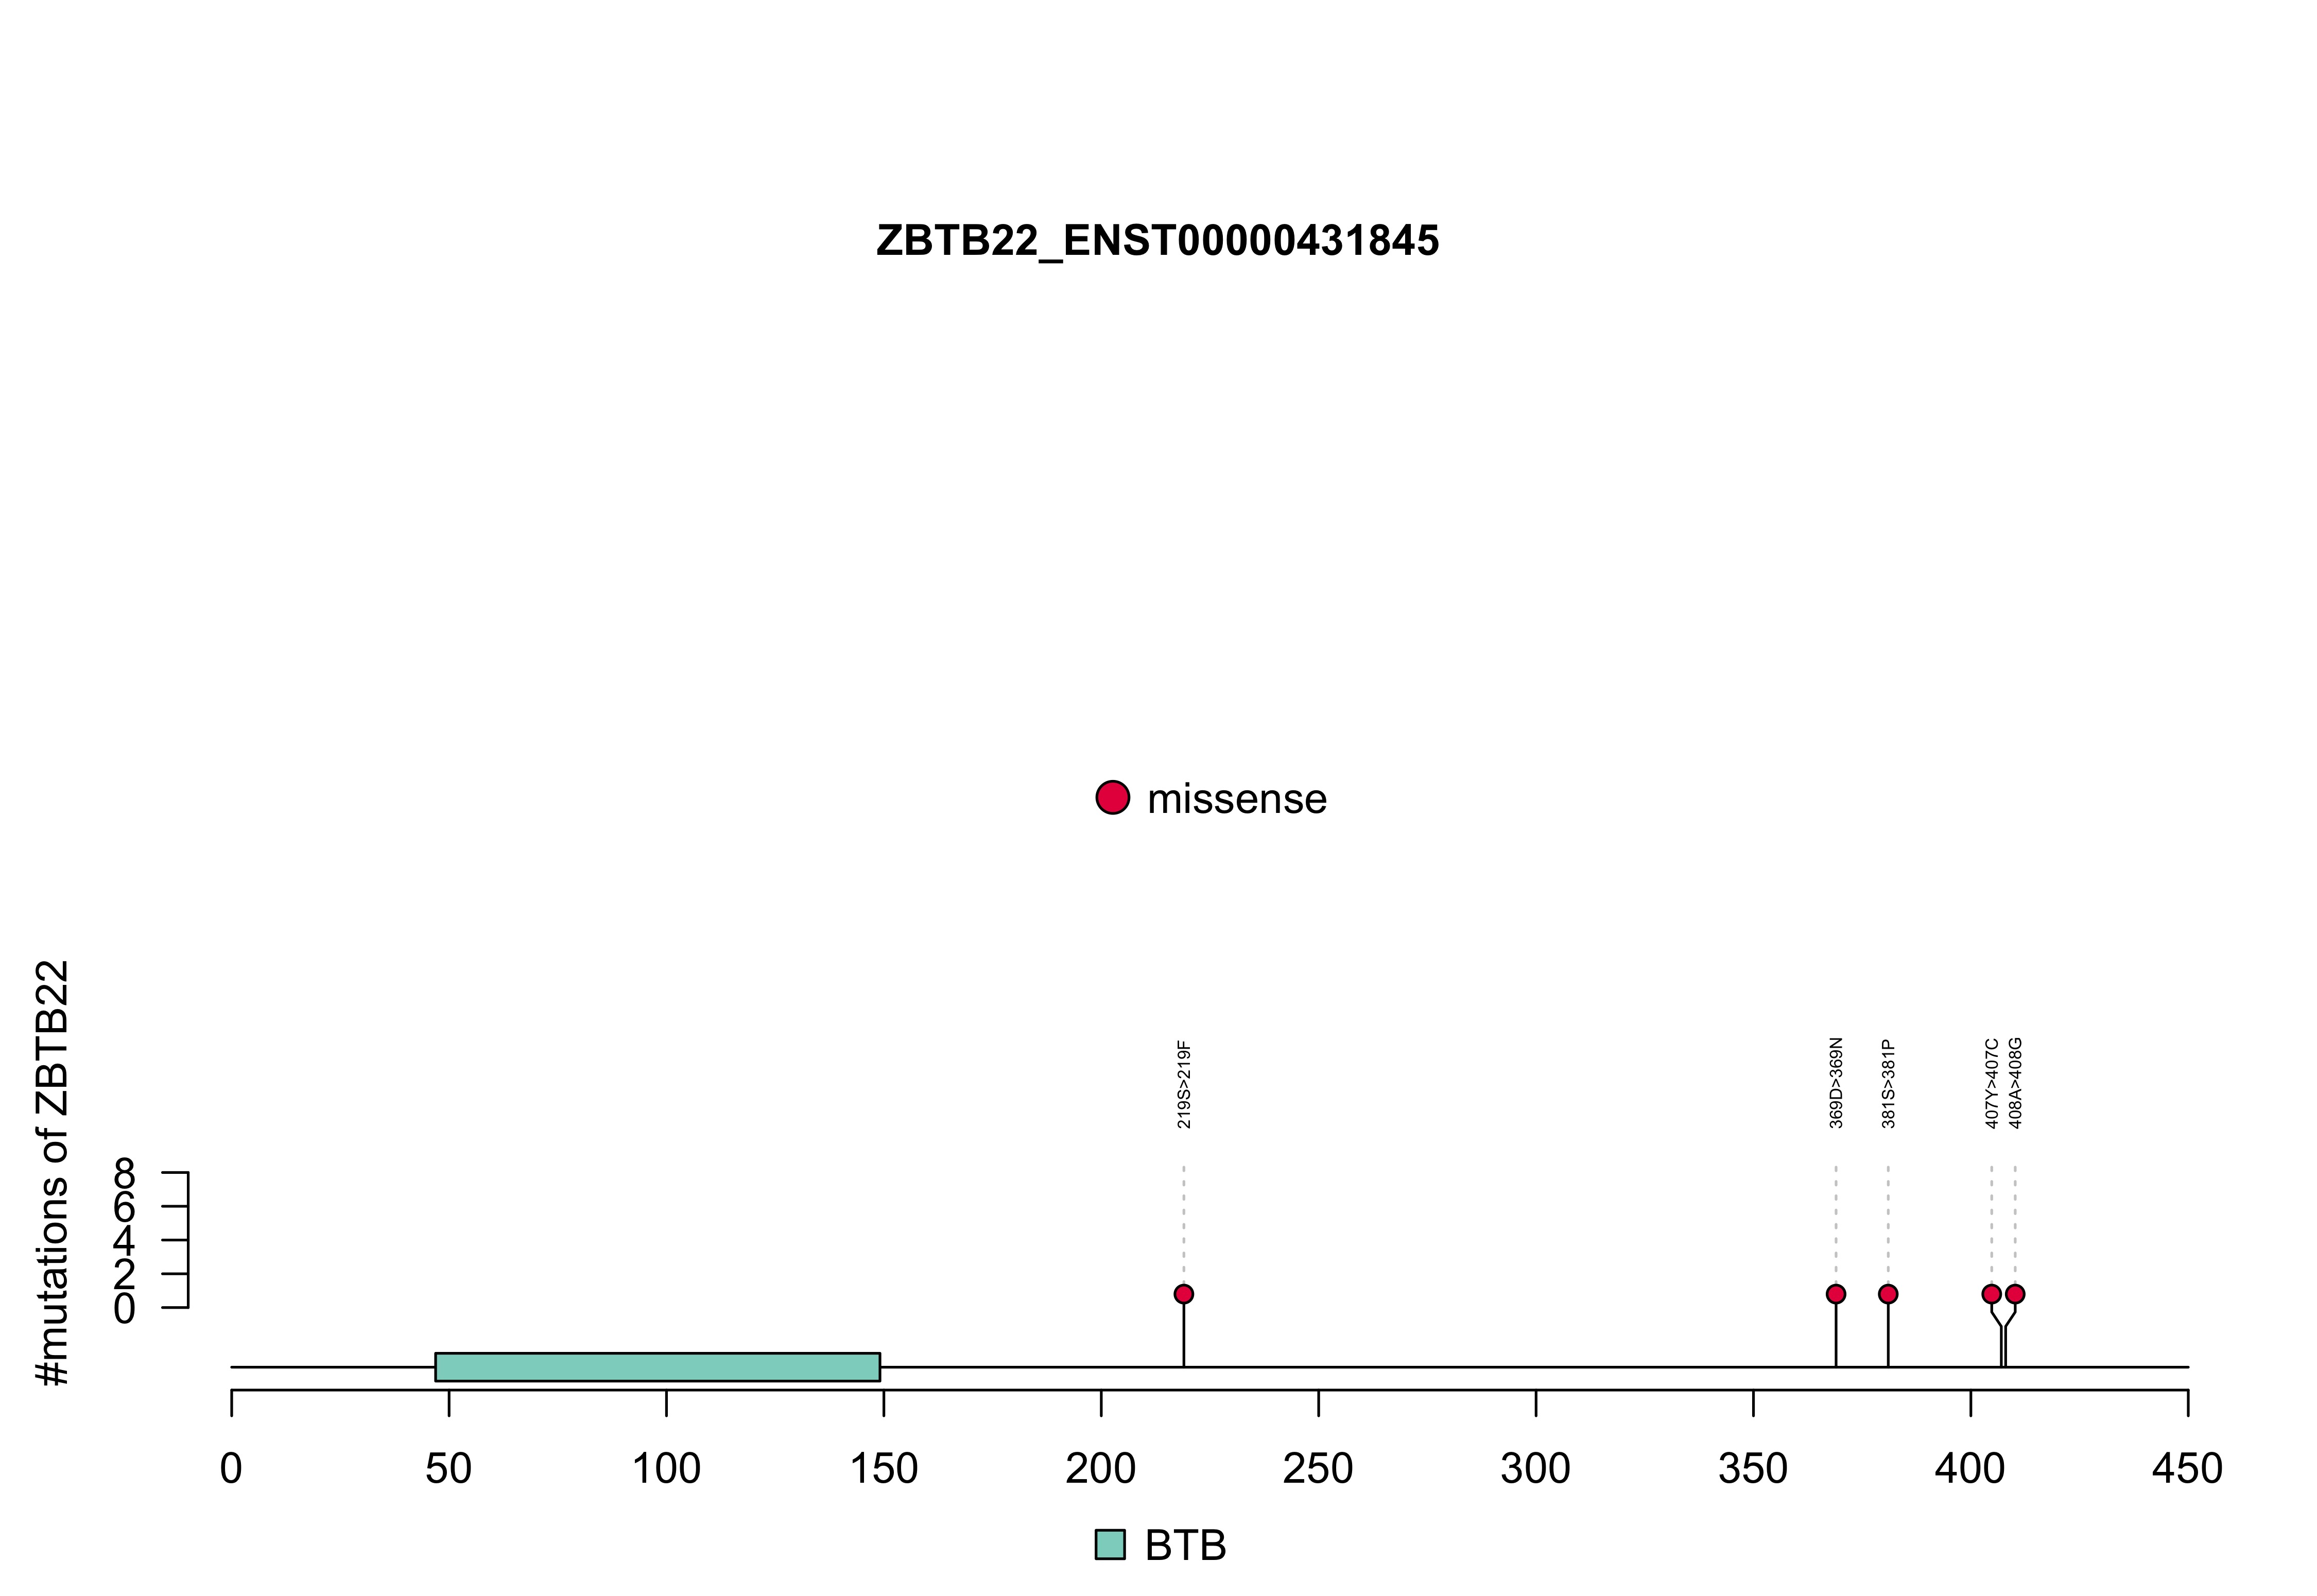 ZBTB22_ENST00000431845
missense
#mutations of ZBTB22
8
6
4
2
0
219S>219F
369D>369N
381S>381P
407Y>407C
408A>408G
0 50 100 150 200 250 300 350 400 450
BTB